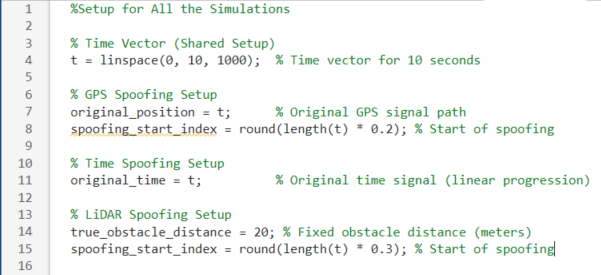 1 %Setup for All the Simulations
2
3 % Time Vector (Shared Setup)
4 t = linspace(0, 10, 1000); % Time vector for 10 seconds
5
6 % GPS Spoofing Setup
7 original_position = t; % Original GPS signal path
8 spoofing_start_index = round(length(t) * 0.2); % Start of spoofing
9
10 % Time Spoofing Setup
11 original_time = t; % Original time signal (linear progression)
12
13 % LiDAR Spoofing Setup
14 true_obstacle_distance = 20; % Fixed obstacle distance (meters)
15 spoofing_start_index = round(length(t) * 0.3); % Start of spoofing
16